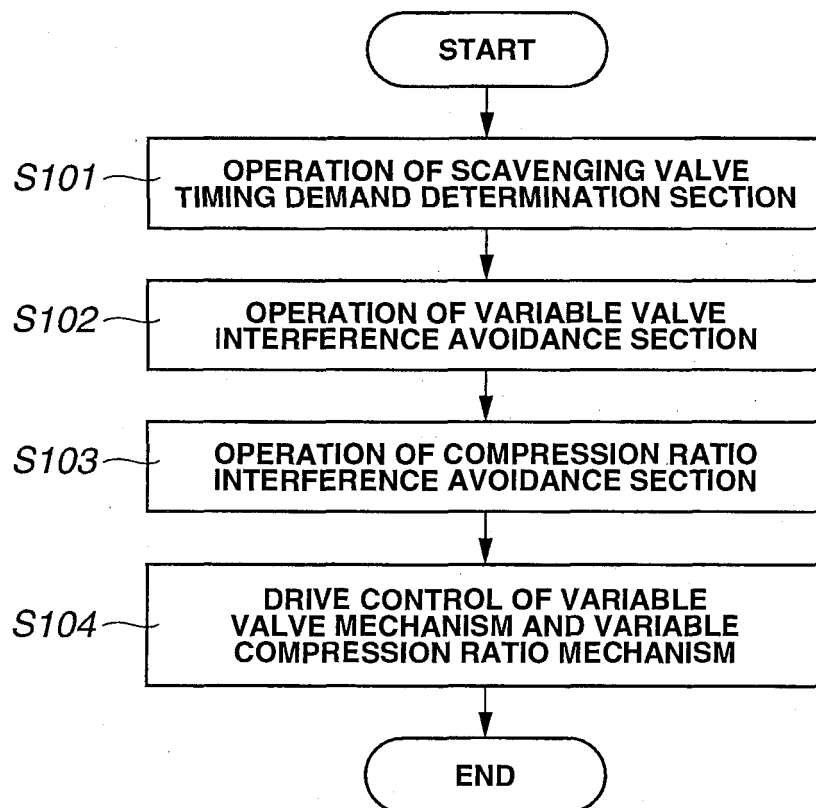 START
S101
OPERATION OF SCAVENGING VALVE
TIMING DEMAND DETERMINATION SECTION
S102
OPERATION OF VARIABLE VALVE
INTERFERENCE AVOIDANCE SECTION
S103
OPERATION OF COMPRESSION RATIO
INTERFERENCE AVOIDANCE SECTION
S104
DRIVE CONTROL OF VARIABLE
VALVE MECHANISM AND VARIABLE
COMPRESSION RATIO MECHANISM
END